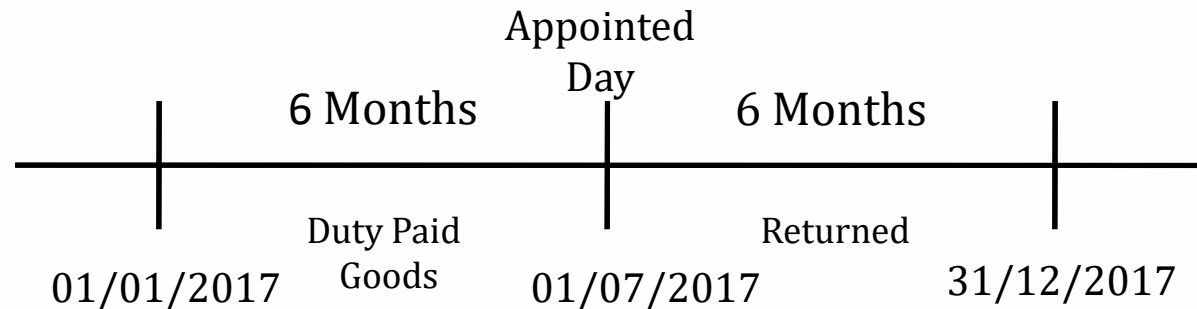 Appointed
Day
6 Months
6 Months
Duty Paid
Goods
Returned
01/01/2017
01/07/2017
31/12/2017